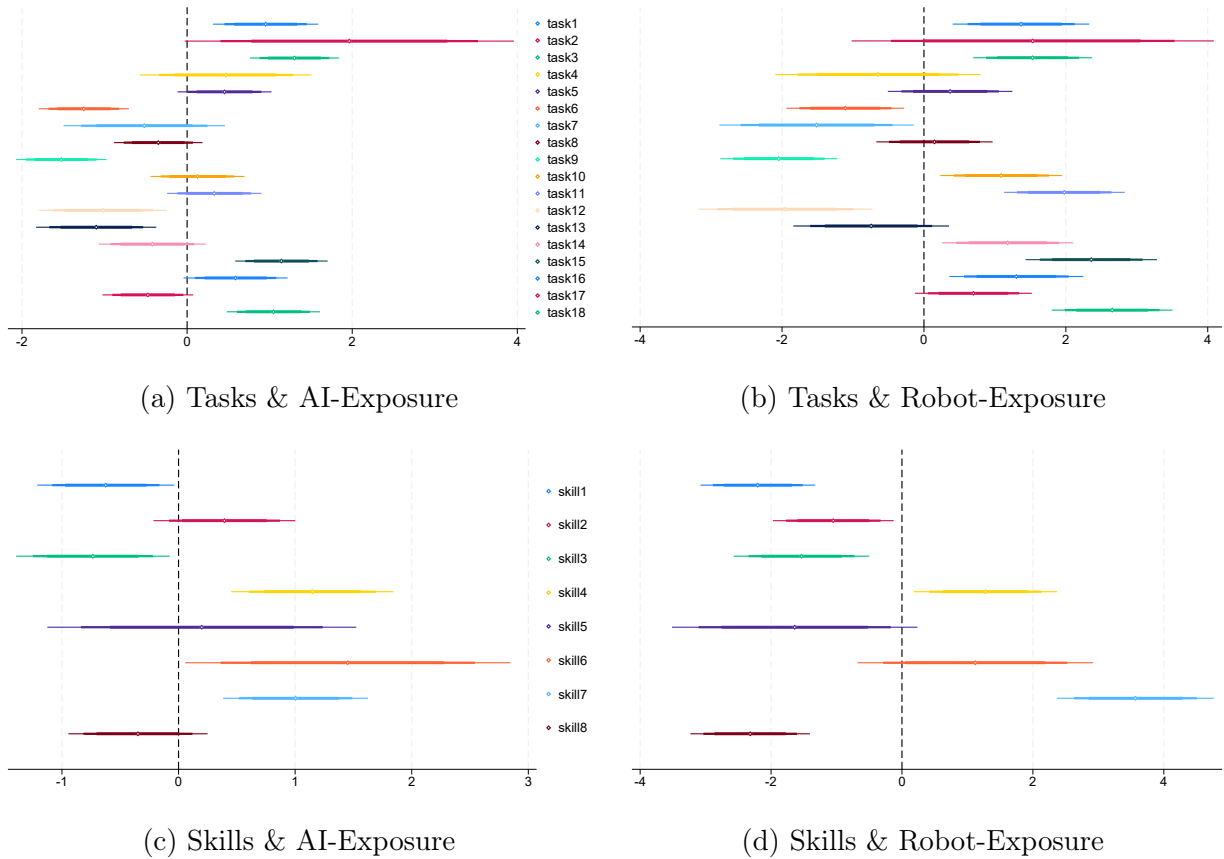 task1
task2
task3
task4
task5
task6
task7
task8
task9
task10
task11
task12
task13
task14
task15
task16
task17
task18
-2 0 2 4
-4 -2 0 2 4
(a) Tasks & AI-Exposure
(b) Tasks & Robot-Exposure
skill1
skill2
skill3
skill4
skill5
skill6
skill7
skill8
-1 0 1 2 3
-4 -2 0 2 4
(c) Skills & AI-Exposure
(d) Skills & Robot-Exposure